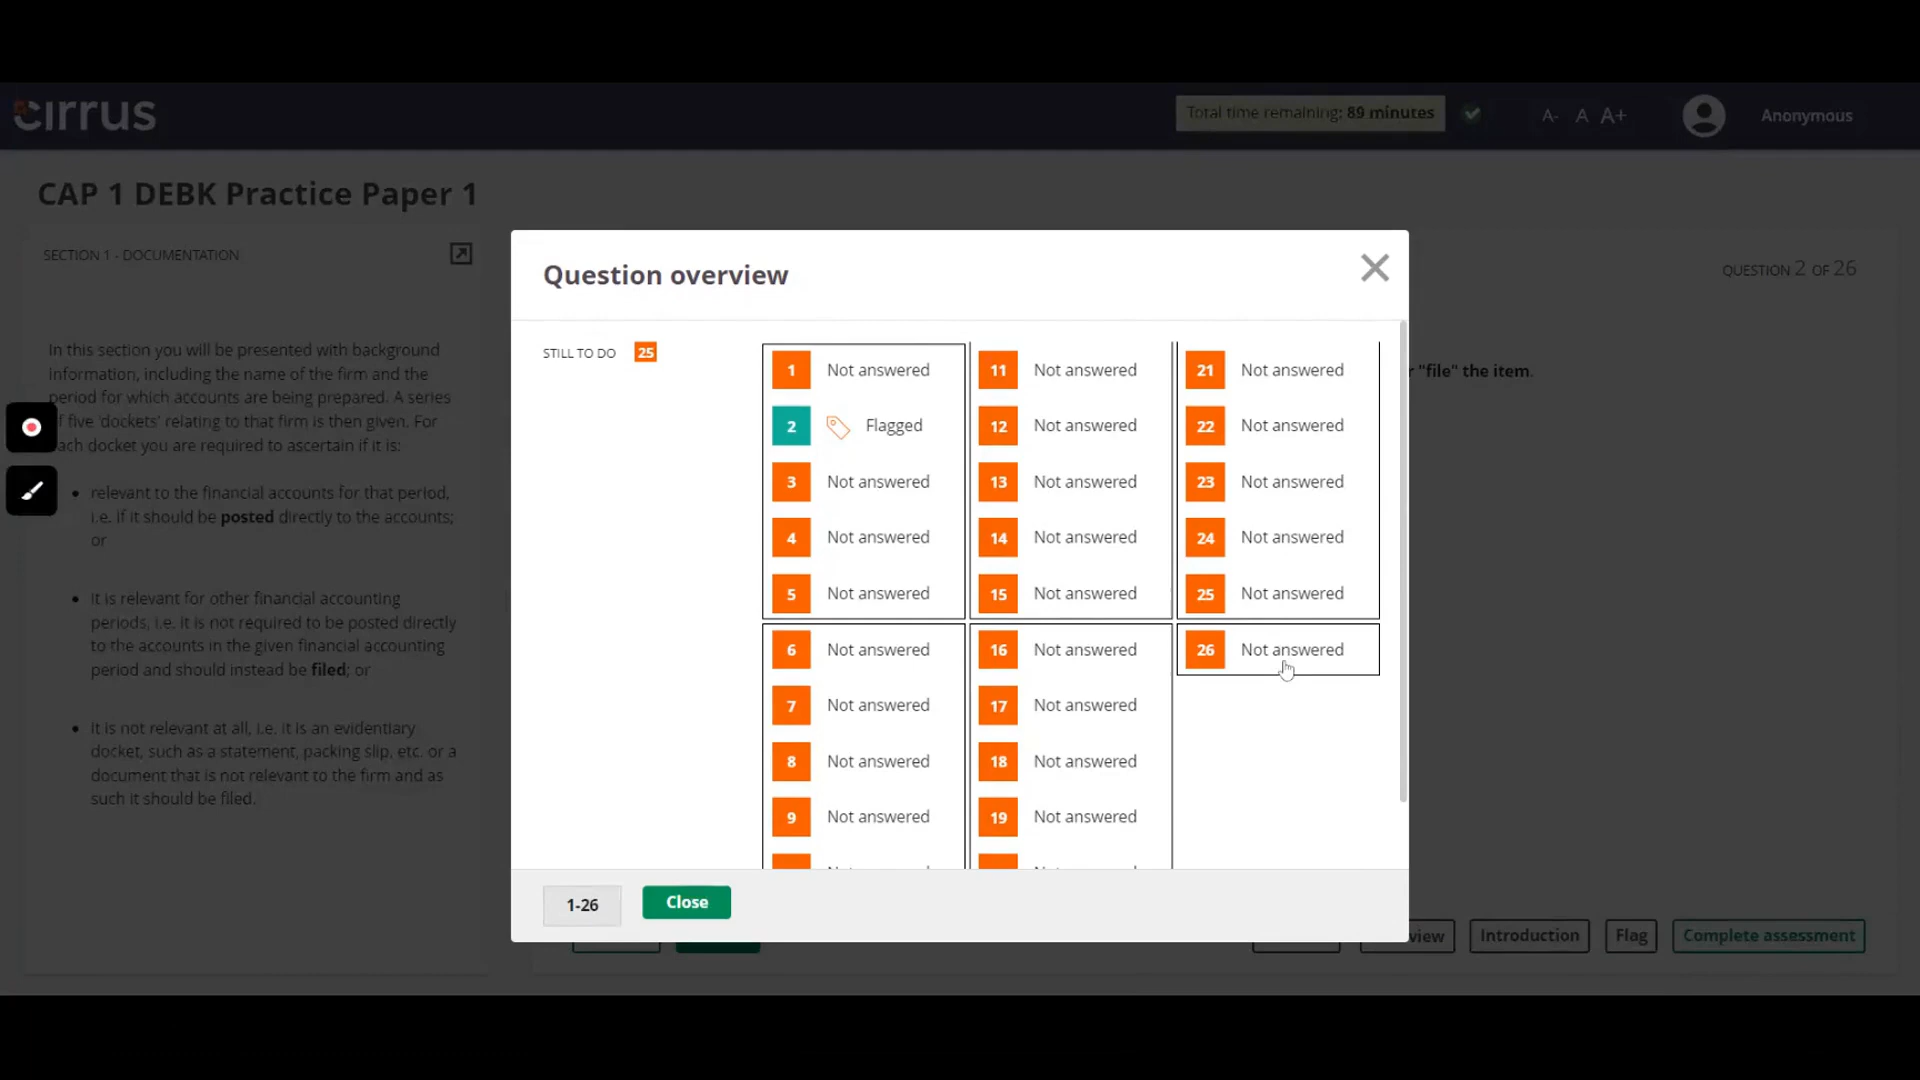 cirrus
Total time remaining: 89 minutes
A- A A+
Anonymous
CAP 1 DEBK Practice Paper 1
SECTION 1 - DOCUMENTATION
In this section you will be presented with background
information, including the name of the firm and the
period for which accounts are being prepared. A series
of five 'dockets' relating to that firm is then given. For
each docket you are required to ascertain if it is:
relevant to the financial accounts for that period,
i.e. if it should be posted directly to the accounts;
or
it is relevant for other financial accounting
periods, i.e. it is not required to be posted directly
to the accounts in the given financial accounting
period and should instead be filed; or
it is not relevant at all, i.e. it is an evidentiary
docket, such as a statement, packing slip, etc. or a
document that is not relevant to the firm and as
such it should be filed.
QUESTION 2 OF 26
"file" the item.
Question overview
STILL TO DO 25
1 Not answered
2 Flagged
3 Not answered
4 Not answered
5 Not answered
6 Not answered
7 Not answered
8 Not answered
9 Not answered
11 Not answered
12 Not answered
13 Not answered
14 Not answered
15 Not answered
16 Not answered
17 Not answered
18 Not answered
19 Not answered
21 Not answered
22 Not answered
23 Not answered
24 Not answered
25 Not answered
26 Not answered
1-26
Close
Introduction
Flag
Complete assessment